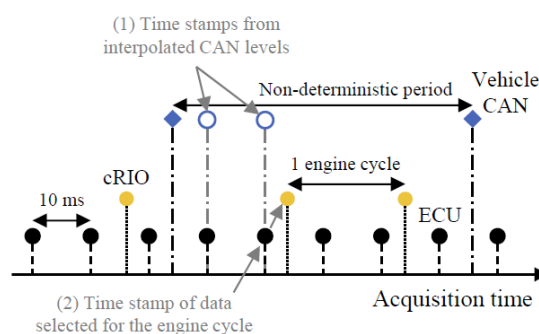 (1) Time stamps from
interpolated CAN levels
Non-deterministic period
Vehicle
CAN
cRIO
1 engine cycle
10 ms
ECU
(2) Time stamp of data
selected for the engine cycle
Acquisition time